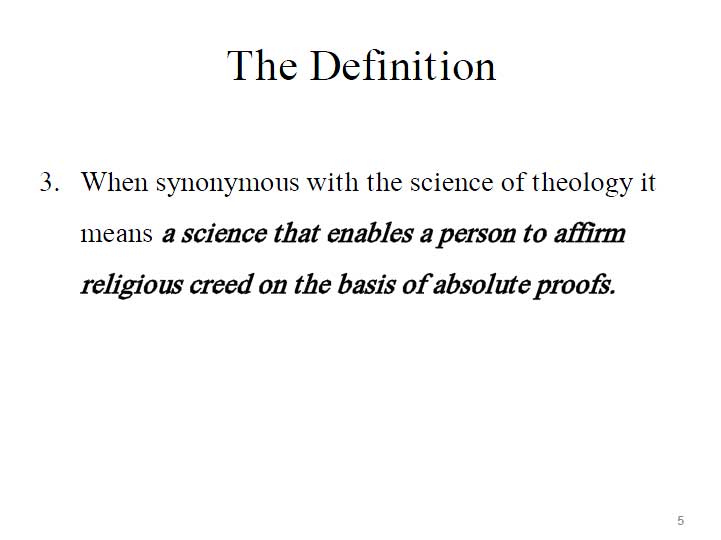 The Definition
3. When synonymous with the science of theology it
means a science that enables a person to affirm
religious creed on the basis of absolute proofs.
5